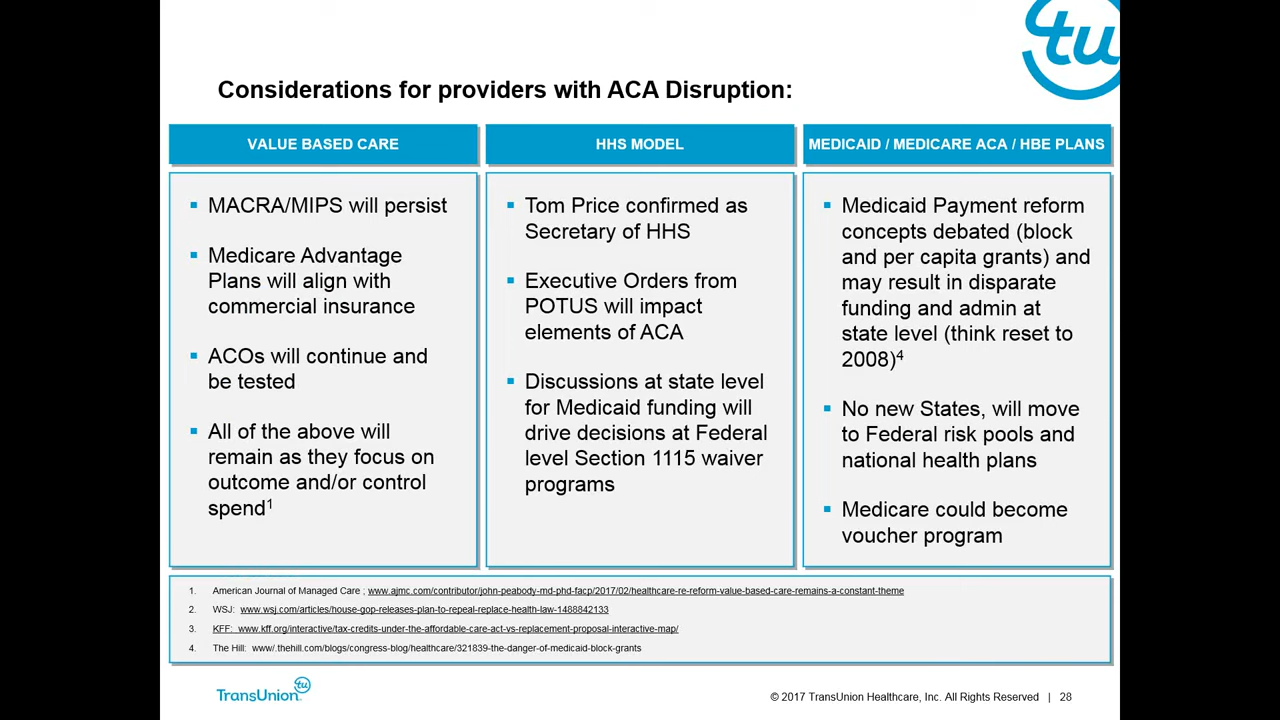 tu
Considerations for providers with ACA Disruption:
VALUE BASED CARE
▪ MACRA/MIPS will persist
▪ Medicare Advantage
Plans will align with
commercial insurance
▪ ACOs will continue and
be tested
▪ All of the above will
remain as they focus on
outcome and/or control
spend1
HHS MODEL
▪ Tom Price confirmed as
Secretary of HHS
▪ Executive Orders from
POTUS will impact
elements of ACA
▪ Discussions at state level
for Medicaid funding will
drive decisions at Federal
level Section 1115 waiver
programs
MEDICAID / MEDICARE ACA / HBE PLANS
▪ Medicaid Payment reform
concepts debated (block
and per capita grants) and
may result in disparate
funding and admin at
state level (think reset to
2008)4
▪ No new States, will move
to Federal risk pools and
national health plans
▪ Medicare could become
voucher program
1. American Journal of Managed Care ; www.ajmc.com/contributor/john-peabody-md-phd-facp/2017/02/healthcare-re-reform-value-based-care-remains-a-constant-theme
2. WSJ: www.wsj.com/articles/house-gop-releases-plan-to-repeal-replace-health-law-1488842133
3. KFF: www.kff.org/interactive/tax-credits-under-the-affordable-care-act-vs-replacement-proposal-interactive-map/
4. The Hill: www/.thehill.com/blogs/congress-blog/healthcare/321839-the-danger-of-medicaid-block-grants
TransUnion tu
© 2017 TransUnion Healthcare, Inc. All Rights Reserved | 28